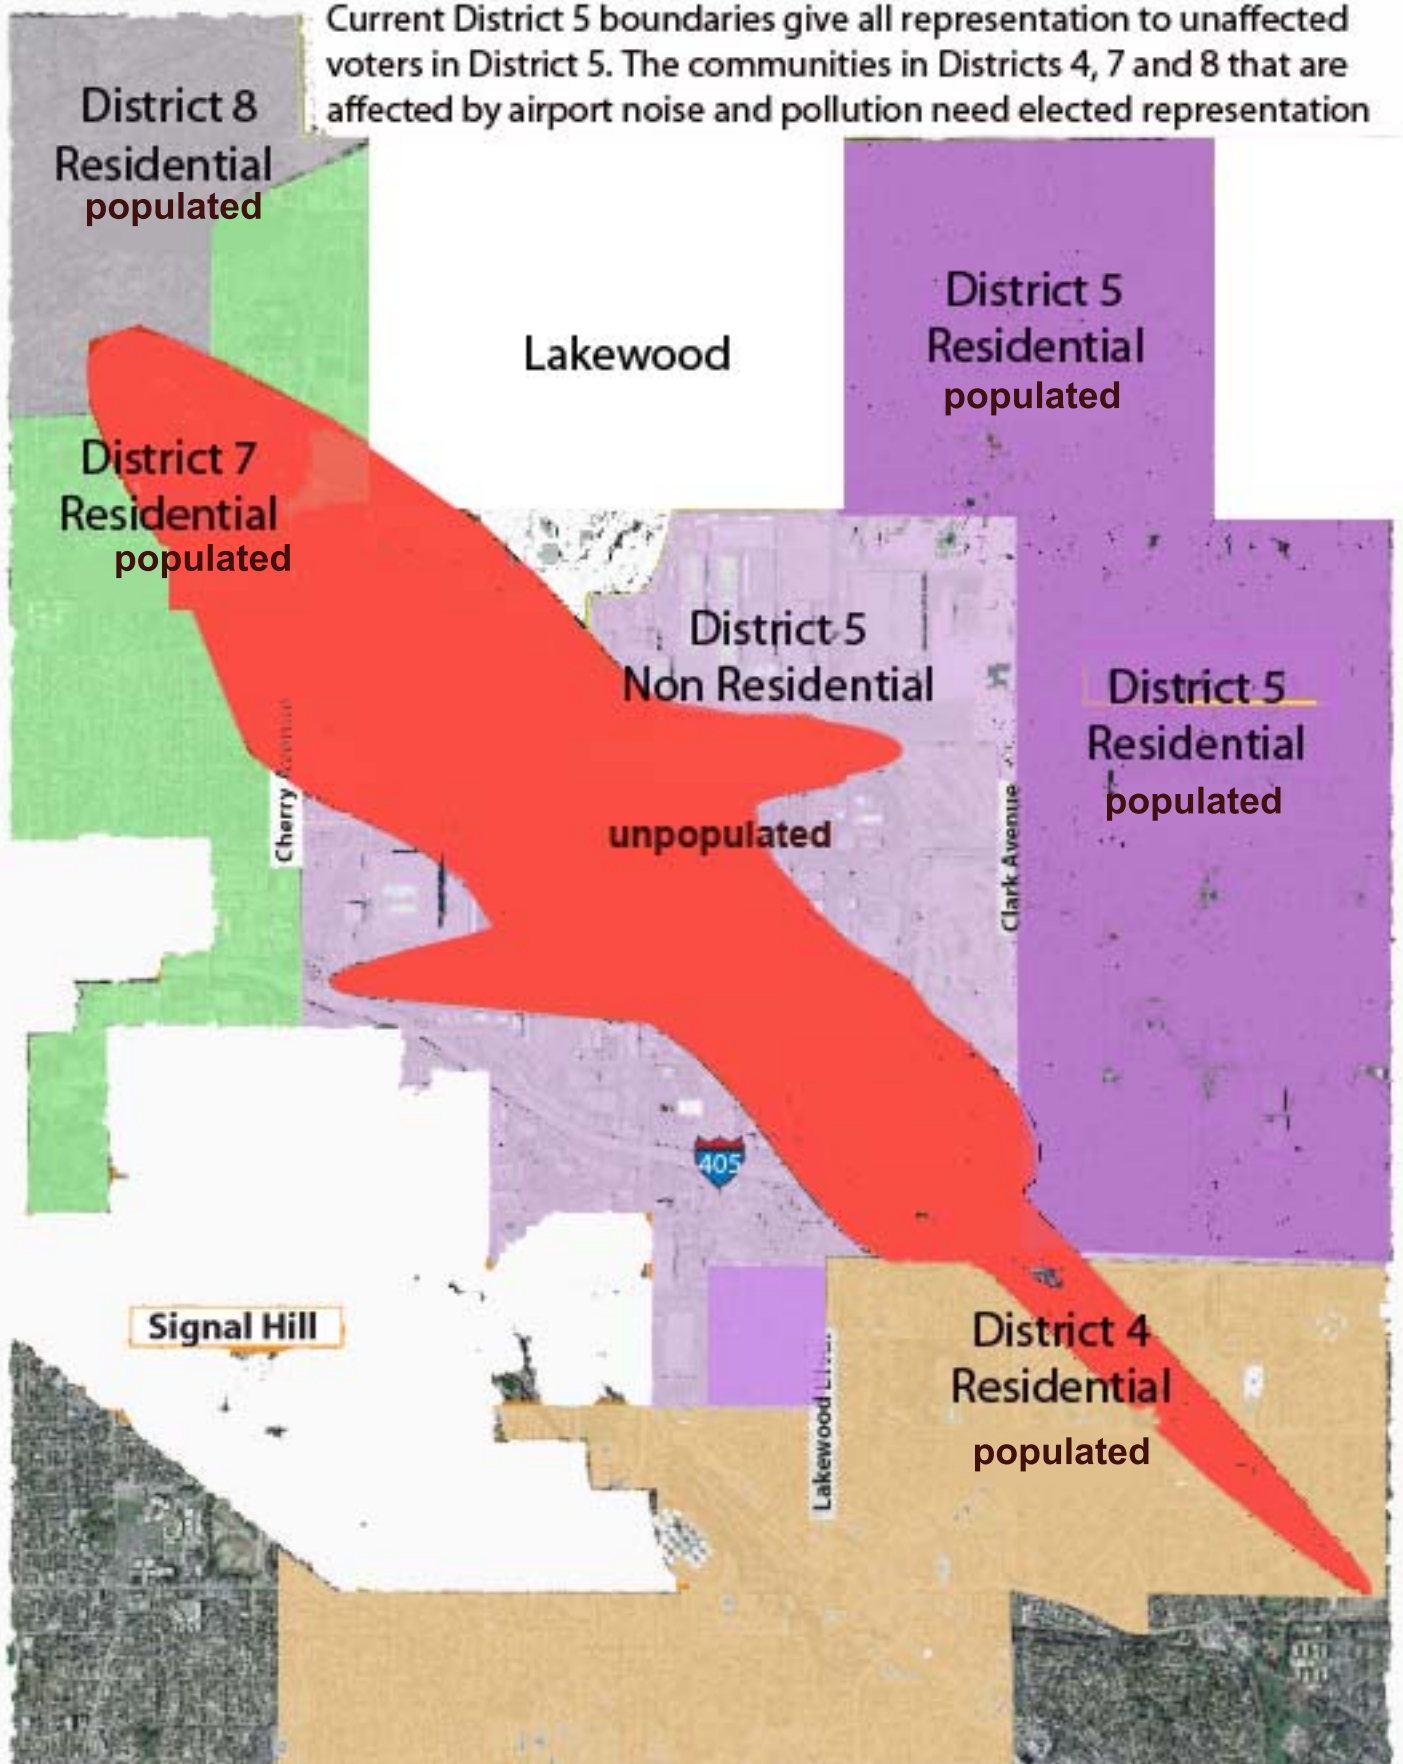 Current District 5 boundaries give all representation to unaffected
voters in District 5. The communities in Districts 4, 7 and 8 that are
affected by airport noise and pollution need elected representation
District 8
Residential
populated
District 5
Residential
populated
Lakewood
District 7
Residential
populated
District 5
Non Residential
District 5
Residential
populated
Cherry Avenue
unpopulated
Clark Avenue
405
Signal Hill
District 4
Residential
populated
Lakewood